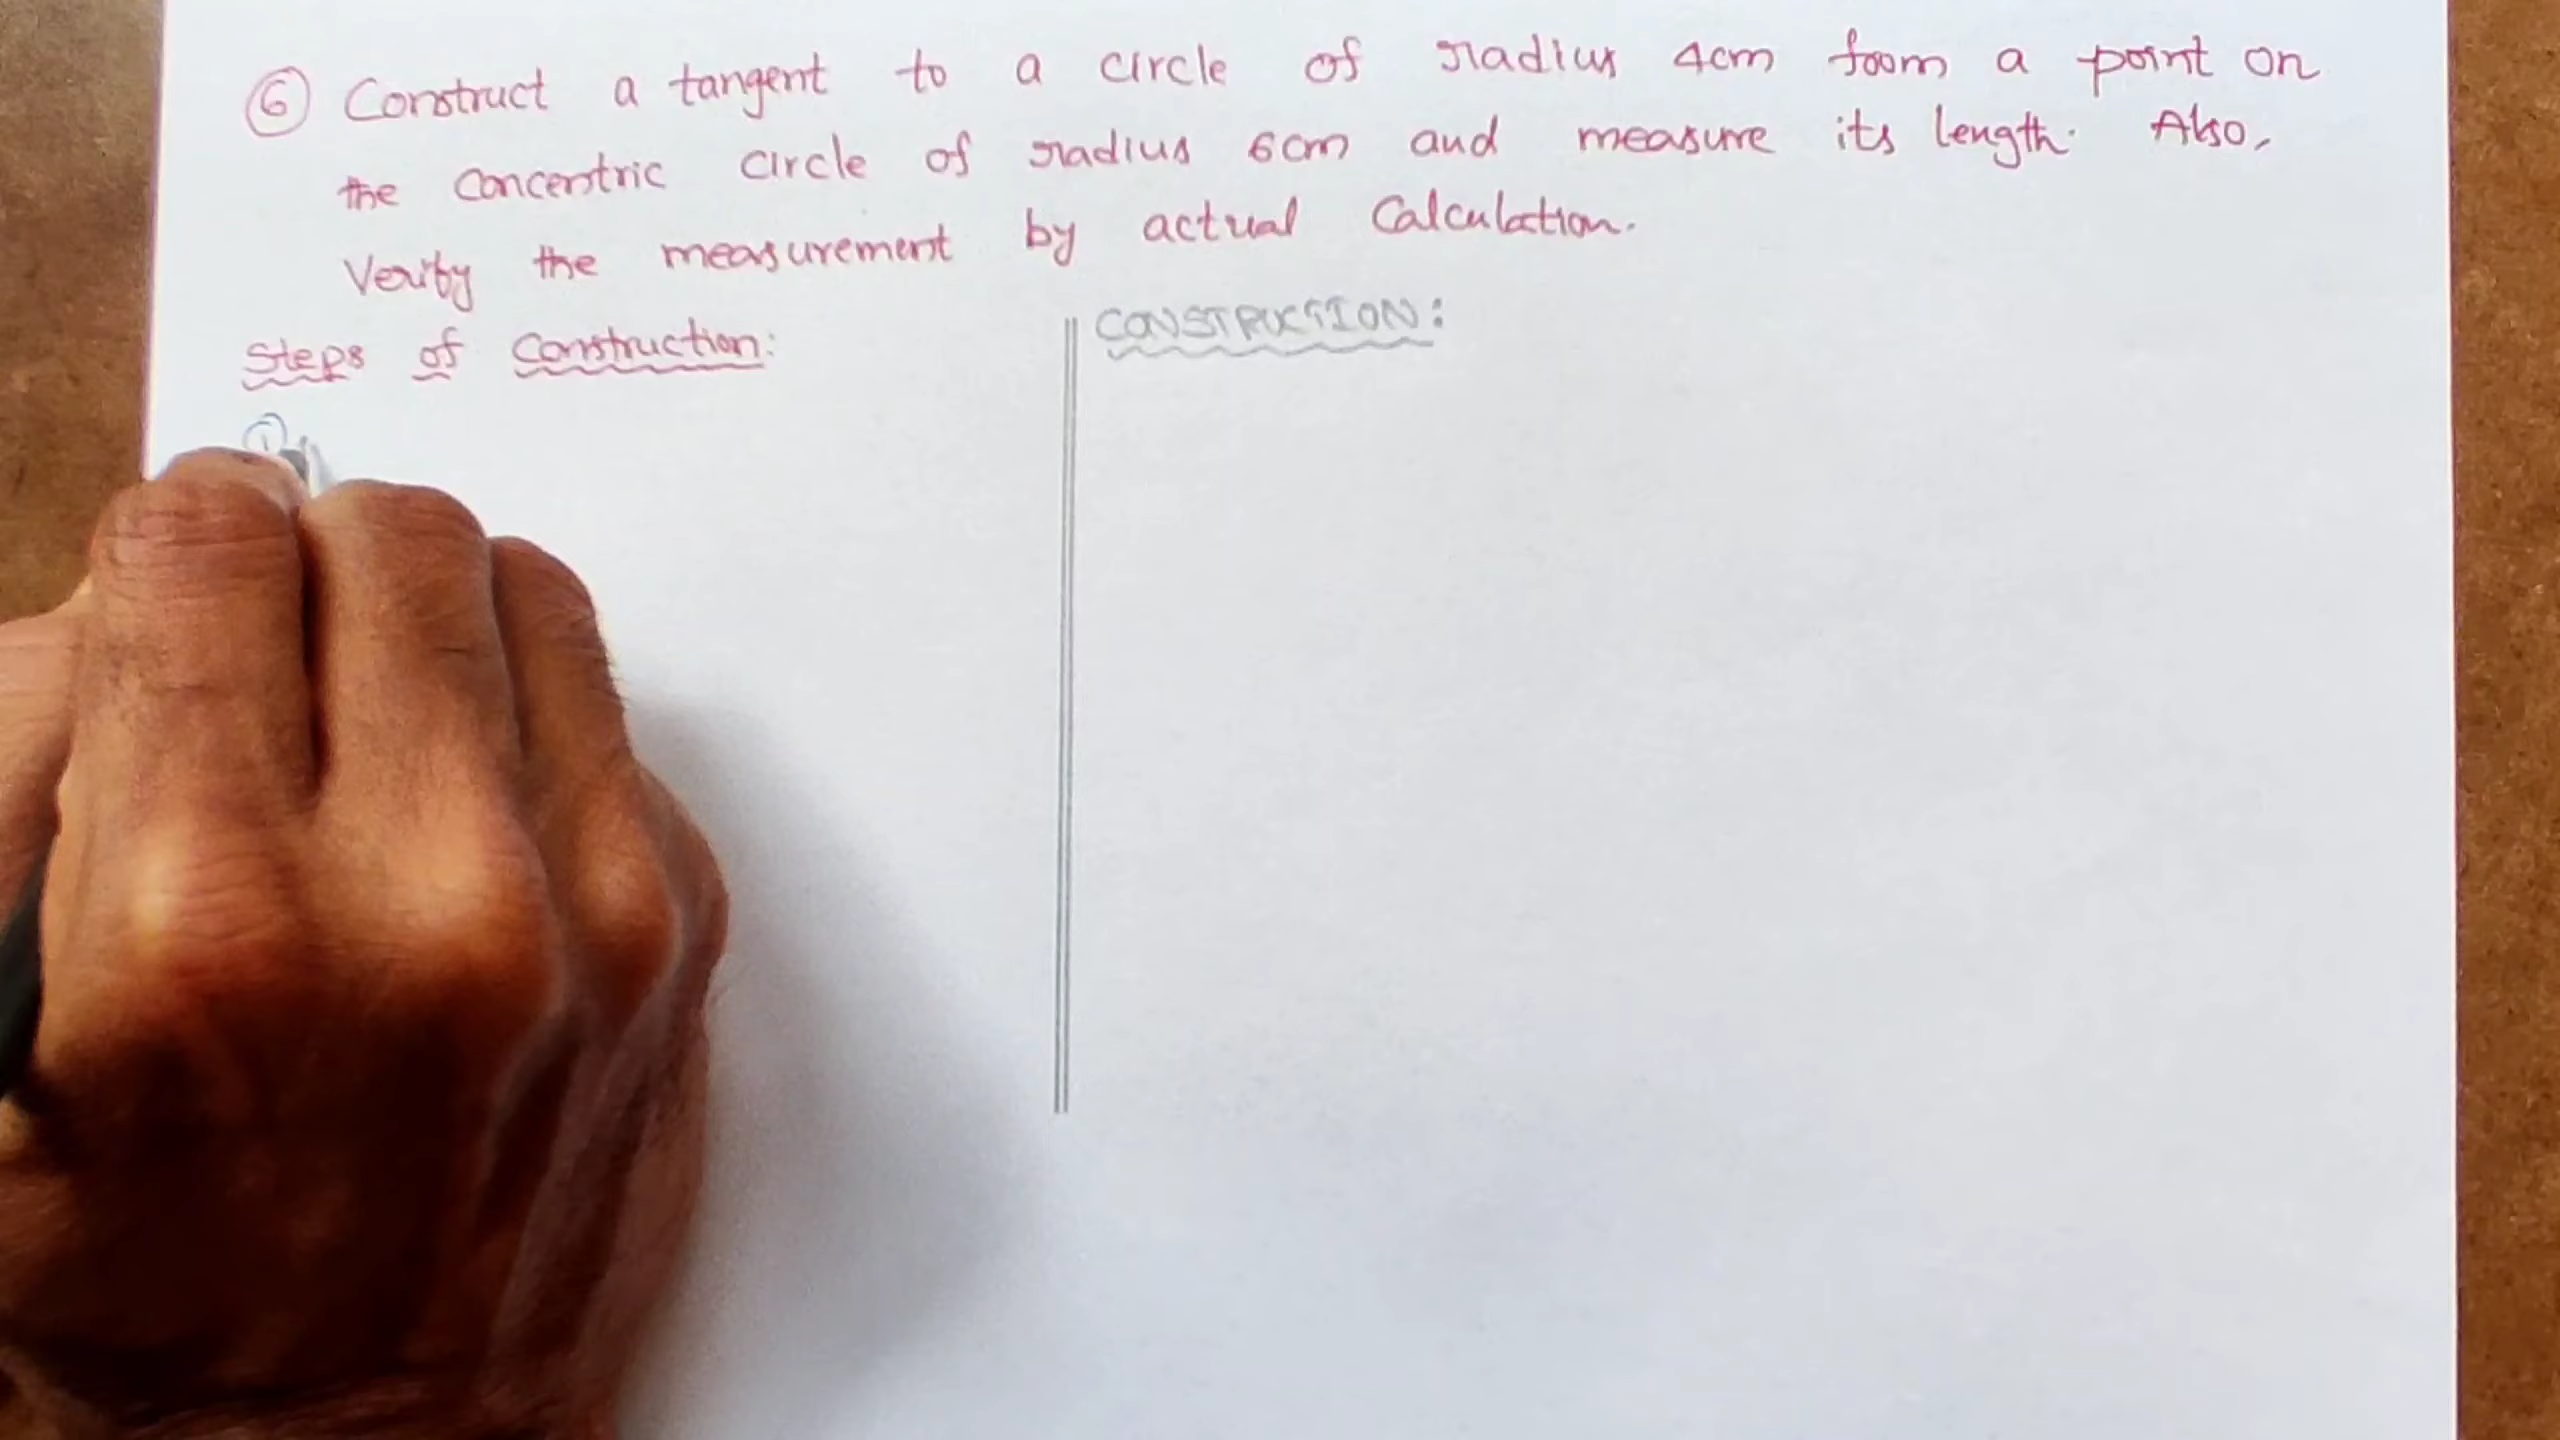 6 Construct a tangent to a circle of radius 4cm from a point on
the concentric circle of radius 6cm and measure its length. Also,
Verify the measurement by actual Calculation.
Steps of Construction:
CONSTRUCTION:
1